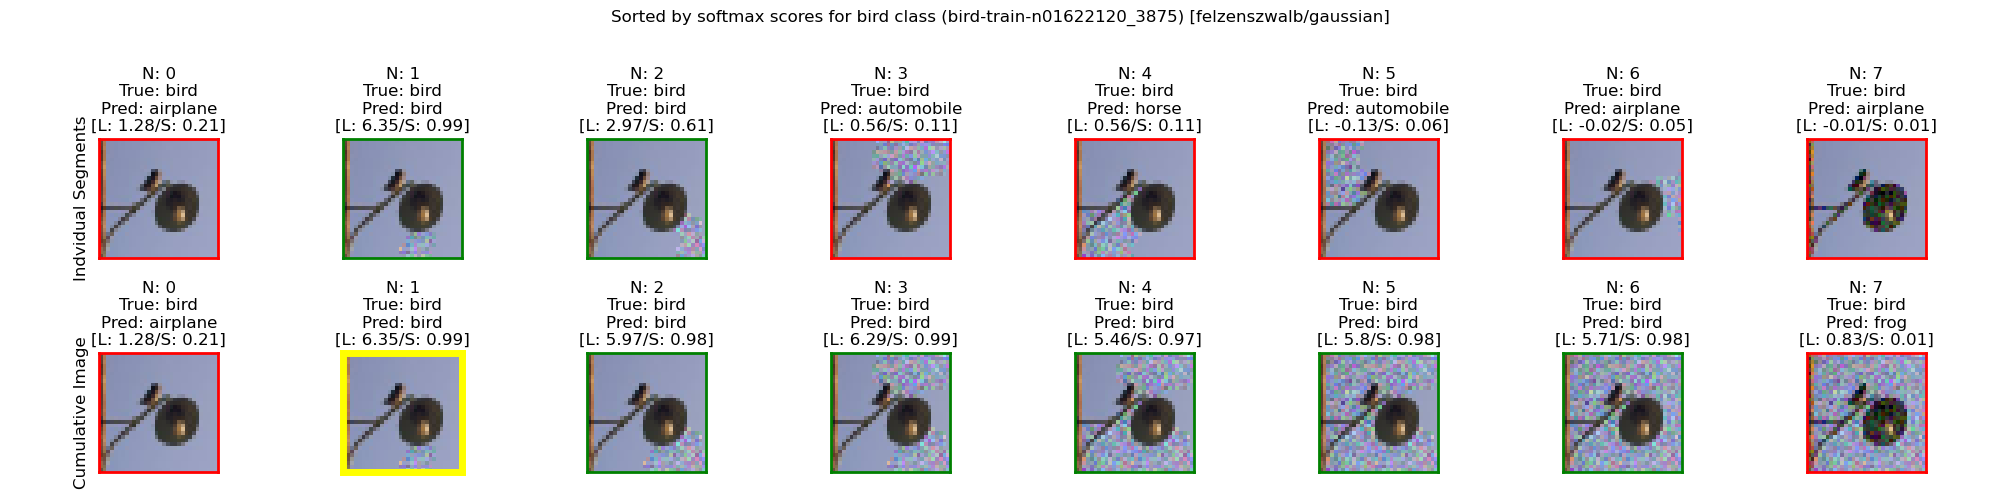 Sorted by softmax scores for bird class (bird-train-n01622120_3875) [felzenszwalb/gaussian]
Indvidual Segments
N: 0
True: bird
Pred: airplane
[L: 1.28/S: 0.21]
N: 1
True: bird
Pred: bird
[L: 6.35/S: 0.99]
N: 2
True: bird
Pred: bird
[L: 2.97/S: 0.61]
N: 3
True: bird
Pred: automobile
[L: 0.56/S: 0.11]
N: 4
True: bird
Pred: horse
[L: 0.56/S: 0.11]
N: 5
True: bird
Pred: automobile
[L: -0.13/S: 0.06]
N: 6
True: bird
Pred: airplane
[L: -0.02/S: 0.05]
N: 7
True: bird
Pred: airplane
[L: -0.01/S: 0.01]
Cumulative Image
N: 0
True: bird
Pred: airplane
[L: 1.28/S: 0.21]
N: 1
True: bird
Pred: bird
[L: 6.35/S: 0.99]
N: 2
True: bird
Pred: bird
[L: 5.97/S: 0.98]
N: 3
True: bird
Pred: bird
[L: 6.29/S: 0.99]
N: 4
True: bird
Pred: bird
[L: 5.46/S: 0.97]
N: 5
True: bird
Pred: bird
[L: 5.8/S: 0.98]
N: 6
True: bird
Pred: bird
[L: 5.71/S: 0.98]
N: 7
True: bird
Pred: frog
[L: 0.83/S: 0.01]